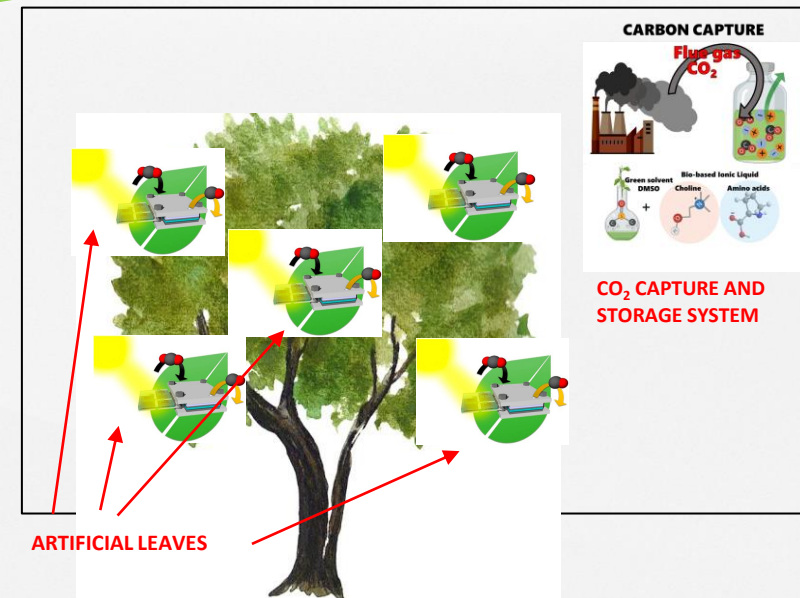 CARBON CAPTURE
Flue gas
CO₂
Green solvent
DMSO
+
Bio-based Ionic Liquid
Choline
Amino acids
CO₂ CAPTURE AND
STORAGE SYSTEM
ARTIFICIAL LEAVES